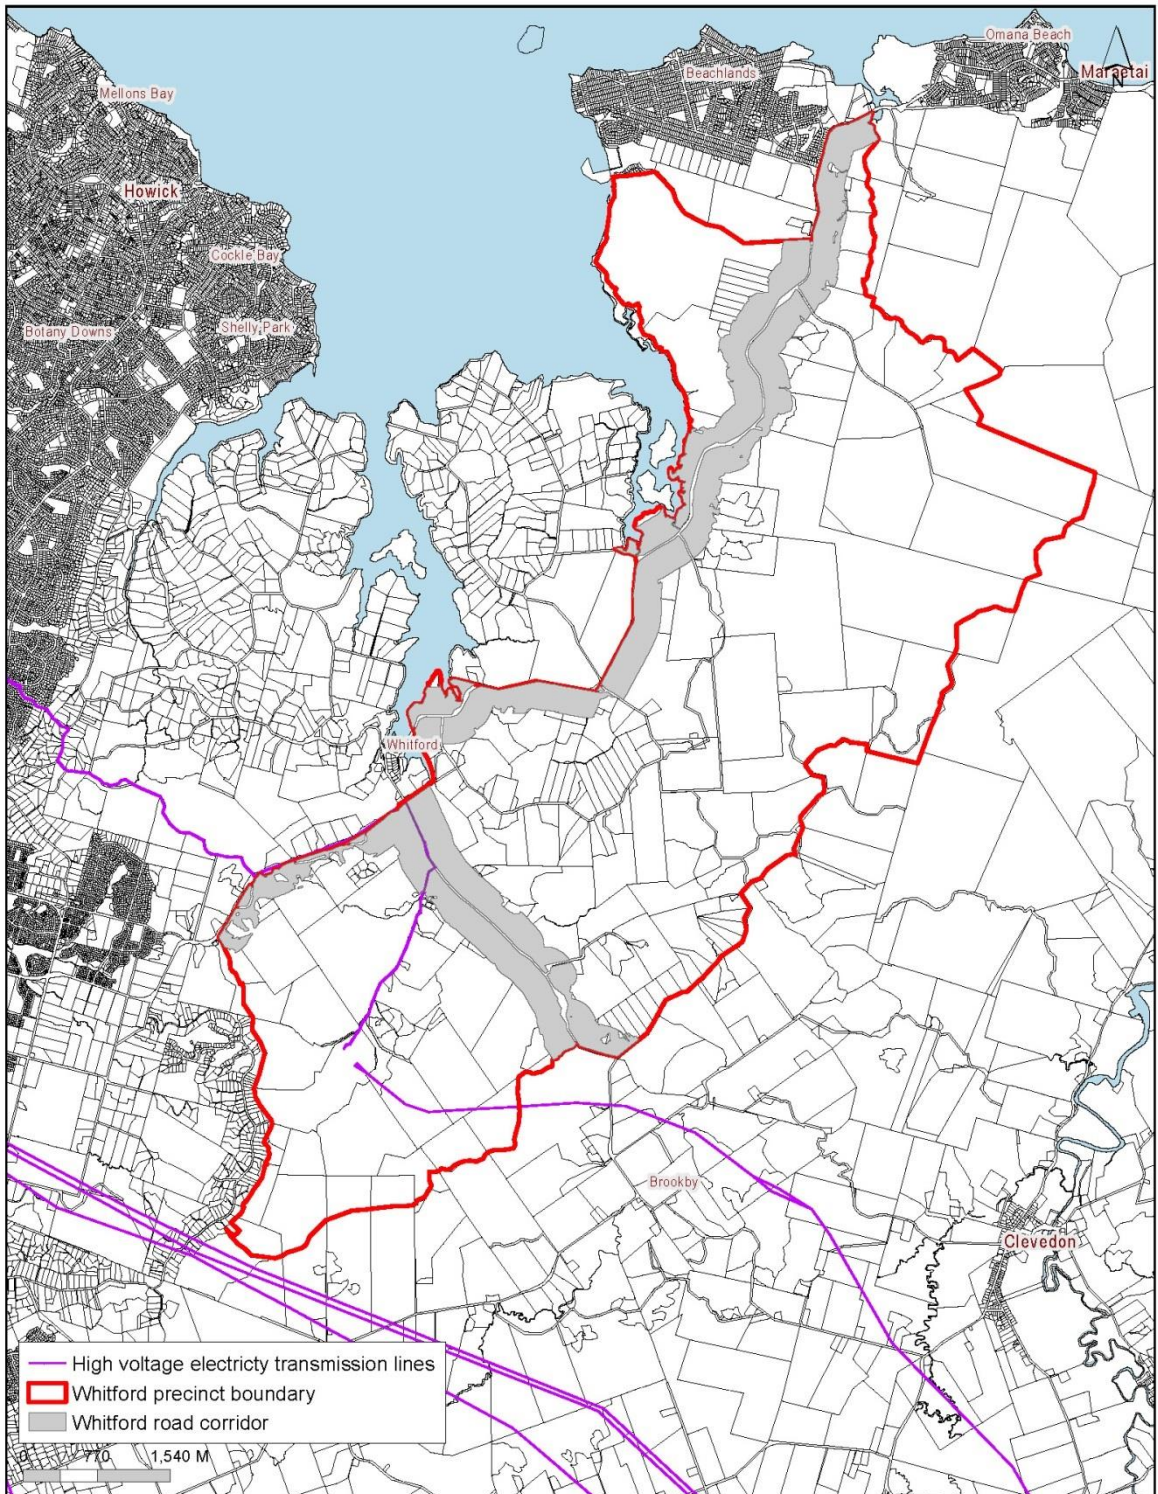 Omana Beach
Beachlands
Maraetai
N
Mellons Bay
Howick
Cockle Bay
Botany Downs
Shelly Park
Whitford
Brookby
Clevedon
High voltage electricty transmission lines
Whitford precinct boundary
Whitford road corridor
0 770 1,540 M